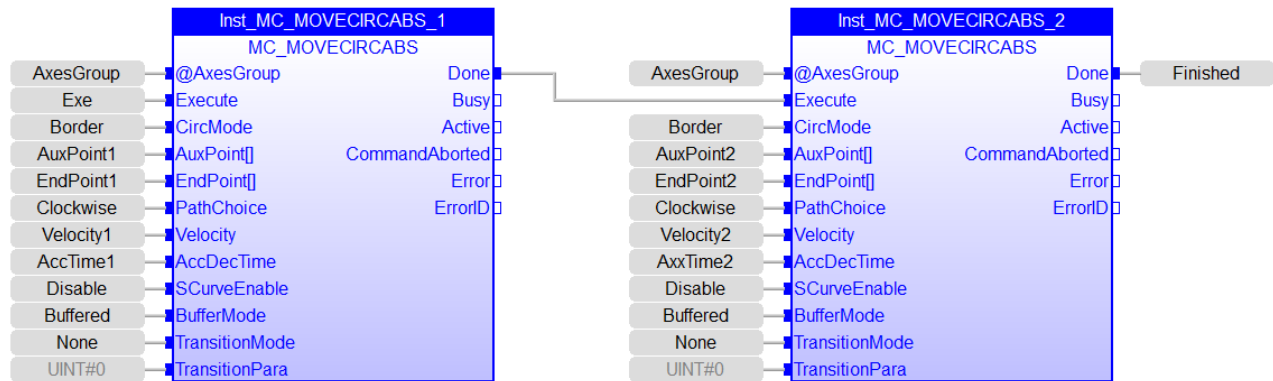 Inst_MC_MOVECIRCABS_1
MC_MOVECIRCABS
AxesGroup @AxesGroup Done
Exe Execute Busy
Border CircMode Active
AuxPoint1 AuxPoint[] CommandAborted
EndPoint1 EndPoint[] Error
Clockwise PathChoice ErrorID
Velocity1 Velocity
AccTime1 AccDecTime
Disable SCurveEnable
Buffered BufferMode
None TransitionMode
UINT#0 TransitionPara
Inst_MC_MOVECIRCABS_2
MC_MOVECIRCABS
AxesGroup @AxesGroup Done Finished
Execute Busy
Border CircMode Active
AuxPoint2 AuxPoint[] CommandAborted
EndPoint2 EndPoint[] Error
Clockwise PathChoice ErrorID
Velocity2 Velocity
AxxTime2 AccDecTime
Disable SCurveEnable
Buffered BufferMode
None TransitionMode
UINT#0 TransitionPara